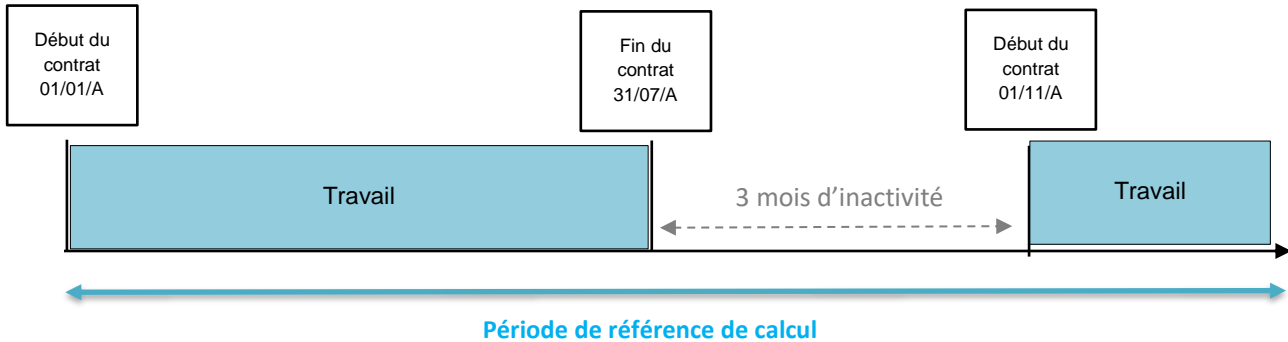 Début du
contrat
01/01/A
Fin du
contrat
31/07/A
Début du
contrat
01/11/A
Travail
3 mois d’inactivité
Travail
Période de référence de calcul